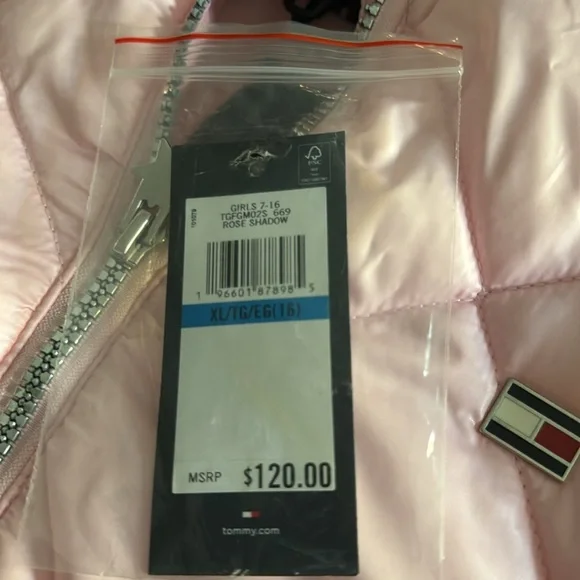 FSC
GIRLS 7-16
TGFGM02S 669
ROSE SHADOW
1 96601 87898 5
XL/TG/EG(16)
MSRP $120.00
tommy.com